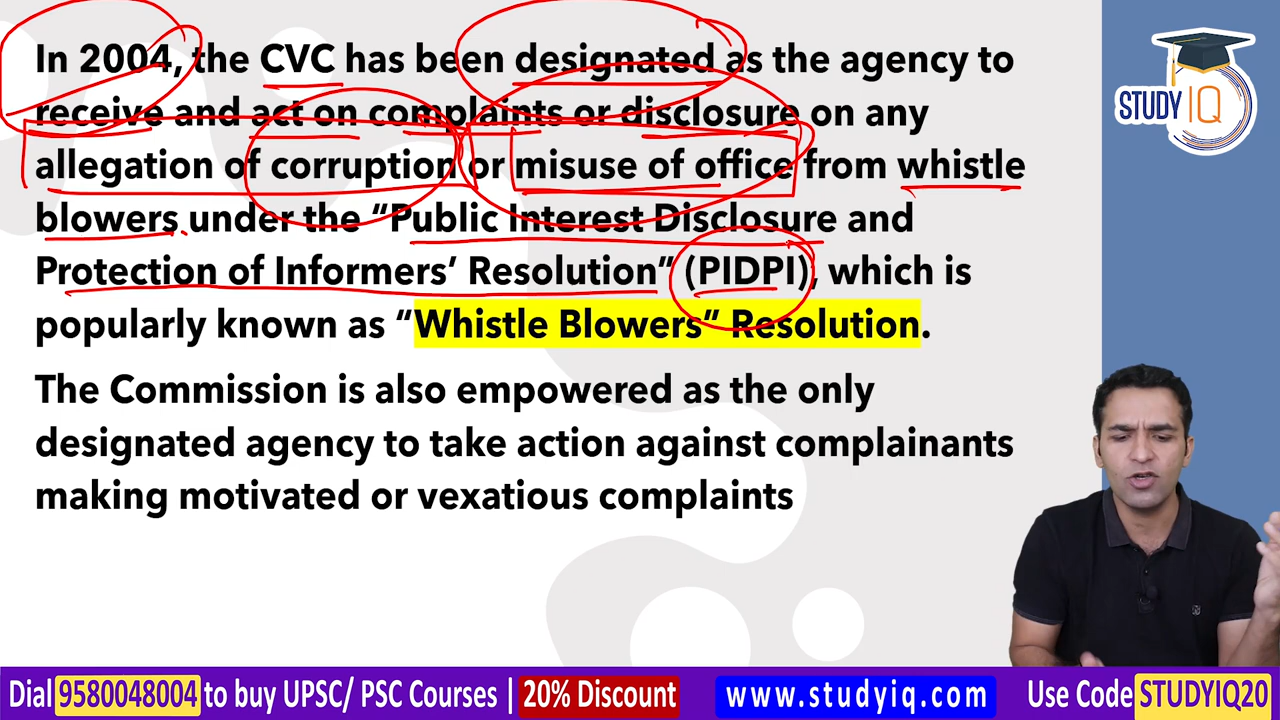 In 2004, the CVC has been designated as the agency to
receive and act on complaints or disclosure on any
allegation of corruption or misuse of office from whistle
blowers under the “Public Interest Disclosure and
Protection of Informers’ Resolution” (PIDPI), which is
popularly known as “Whistle Blowers” Resolution.
The Commission is also empowered as the only
designated agency to take action against complainants
making motivated or vexatious complaints
STUDY IQ
Dial 9580048004 to buy UPSC/ PSC Courses | 20% Discount
www.studyiq.com
Use Code STUDYIQ20